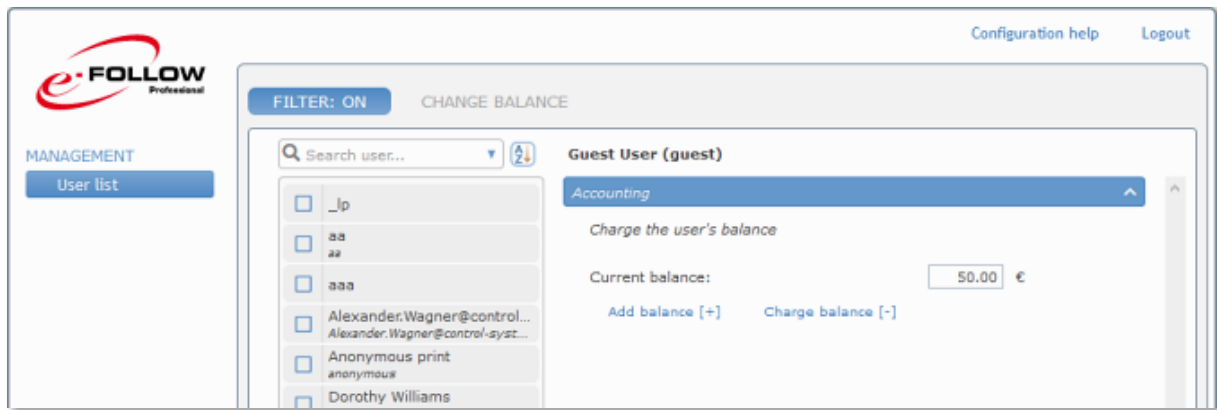 Configuration help Logout
e-FOLLOW
Professional
FILTER: ON CHANGE BALANCE
MANAGEMENT
User list
Search user...
A
Z
Guest User (guest)
Accounting
Charge the user's balance
Current balance: 50.00 €
Add balance [+] Charge balance [-]
_lp
aa
aa
aaa
Alexander.Wagner@control...
Alexander.Wagner@control-syst...
Anonymous print
anonymous
Dorothy Williams